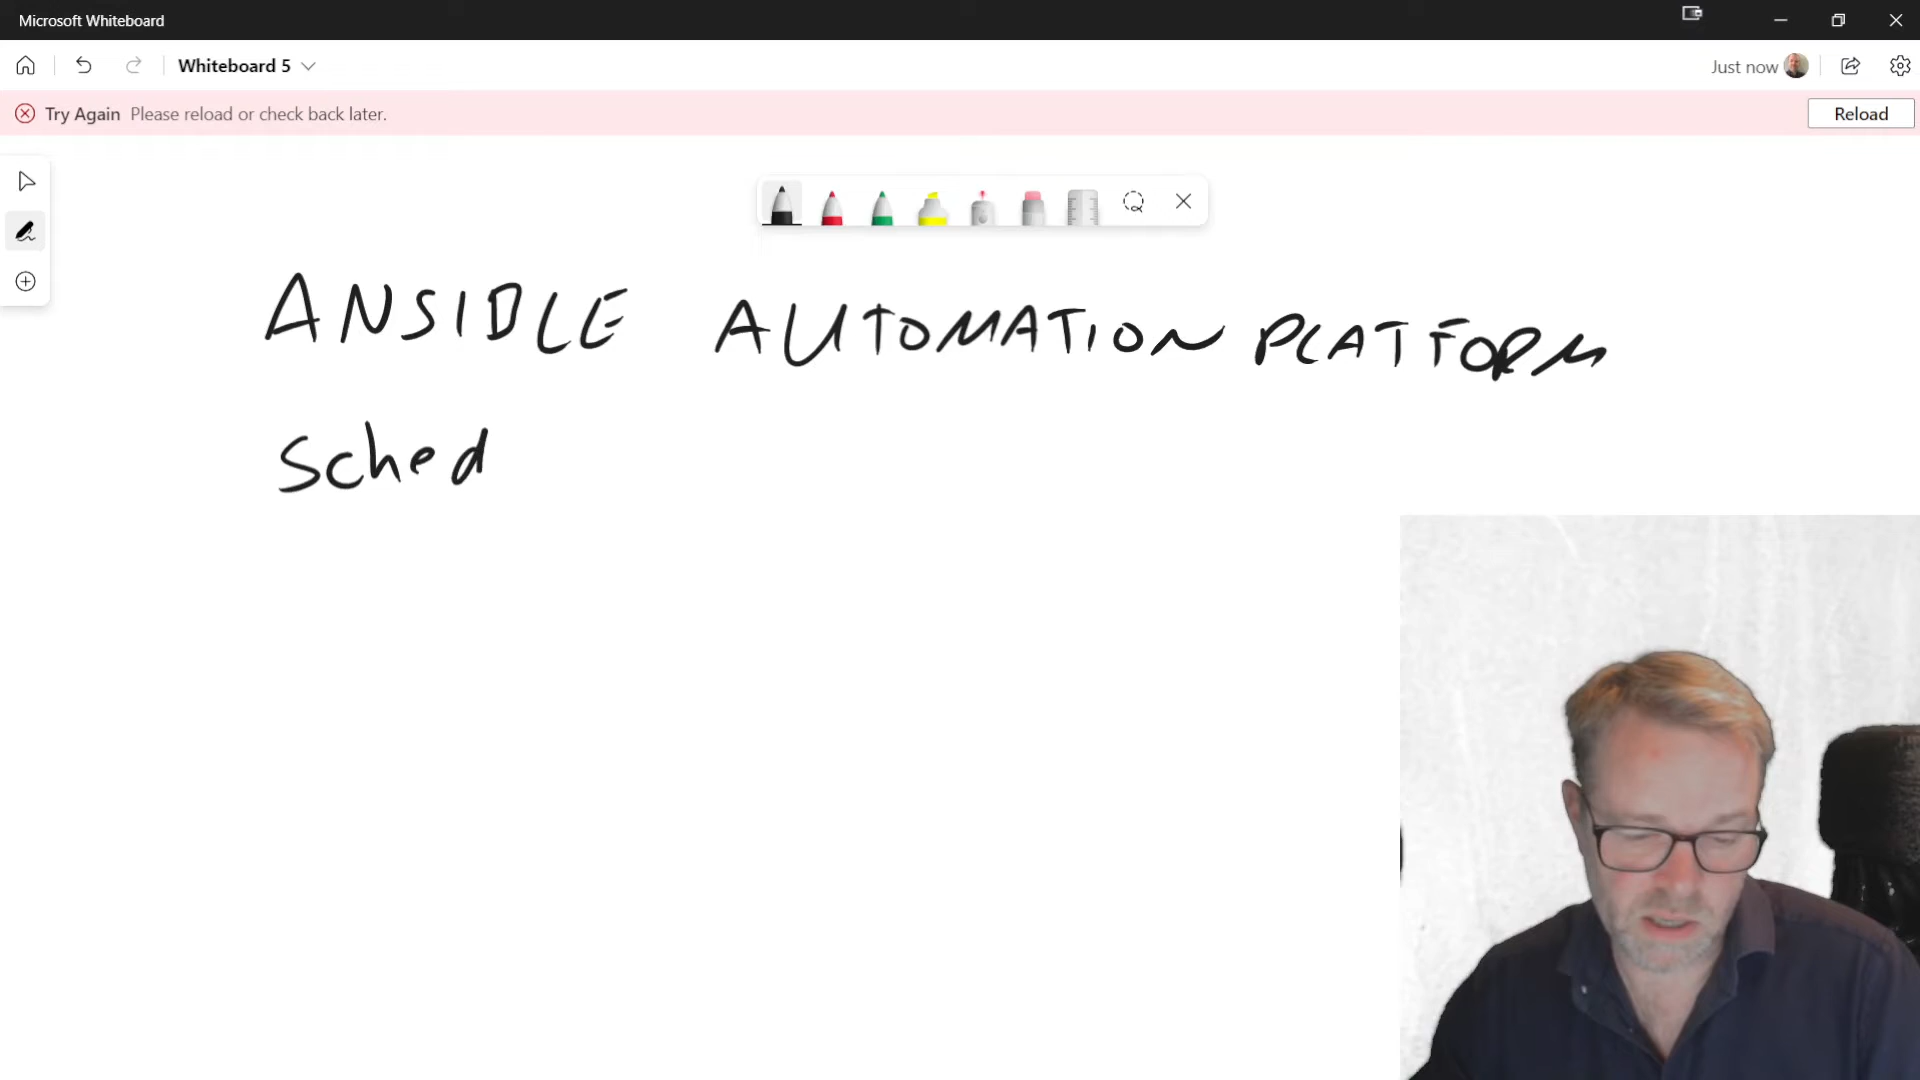 Microsoft Whiteboard
Whiteboard 5
Just now
Try Again Please reload or check back later.
Reload
ANSIBLE AUTOMATION PLATFORM
Sched